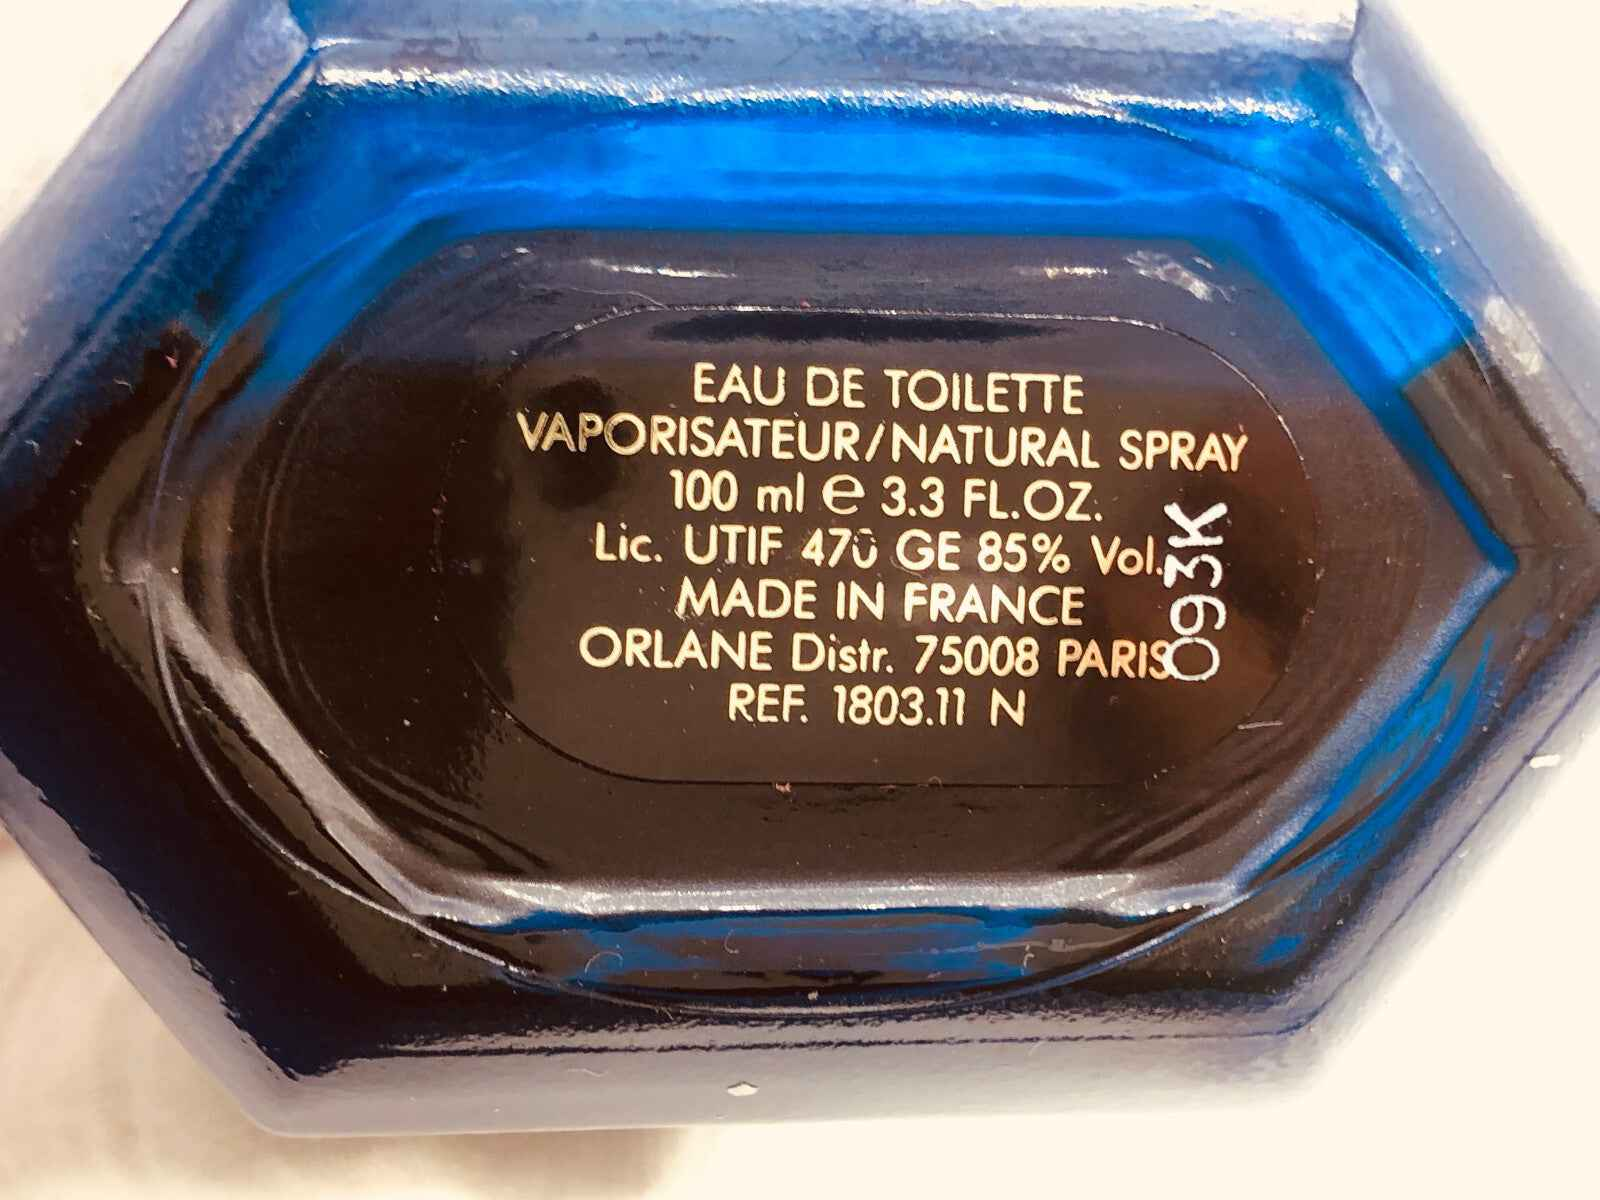 EAU DE TOILETTE
VAPORISATEUR/NATURAL SPRAY
100 ml e 3.3 FL.OZ.
Lic. UTIF 470 GE 85% Vol.
MADE IN FRANCE
ORLANE Distr. 75008 PARIS
REF. 1803.11 N
093K